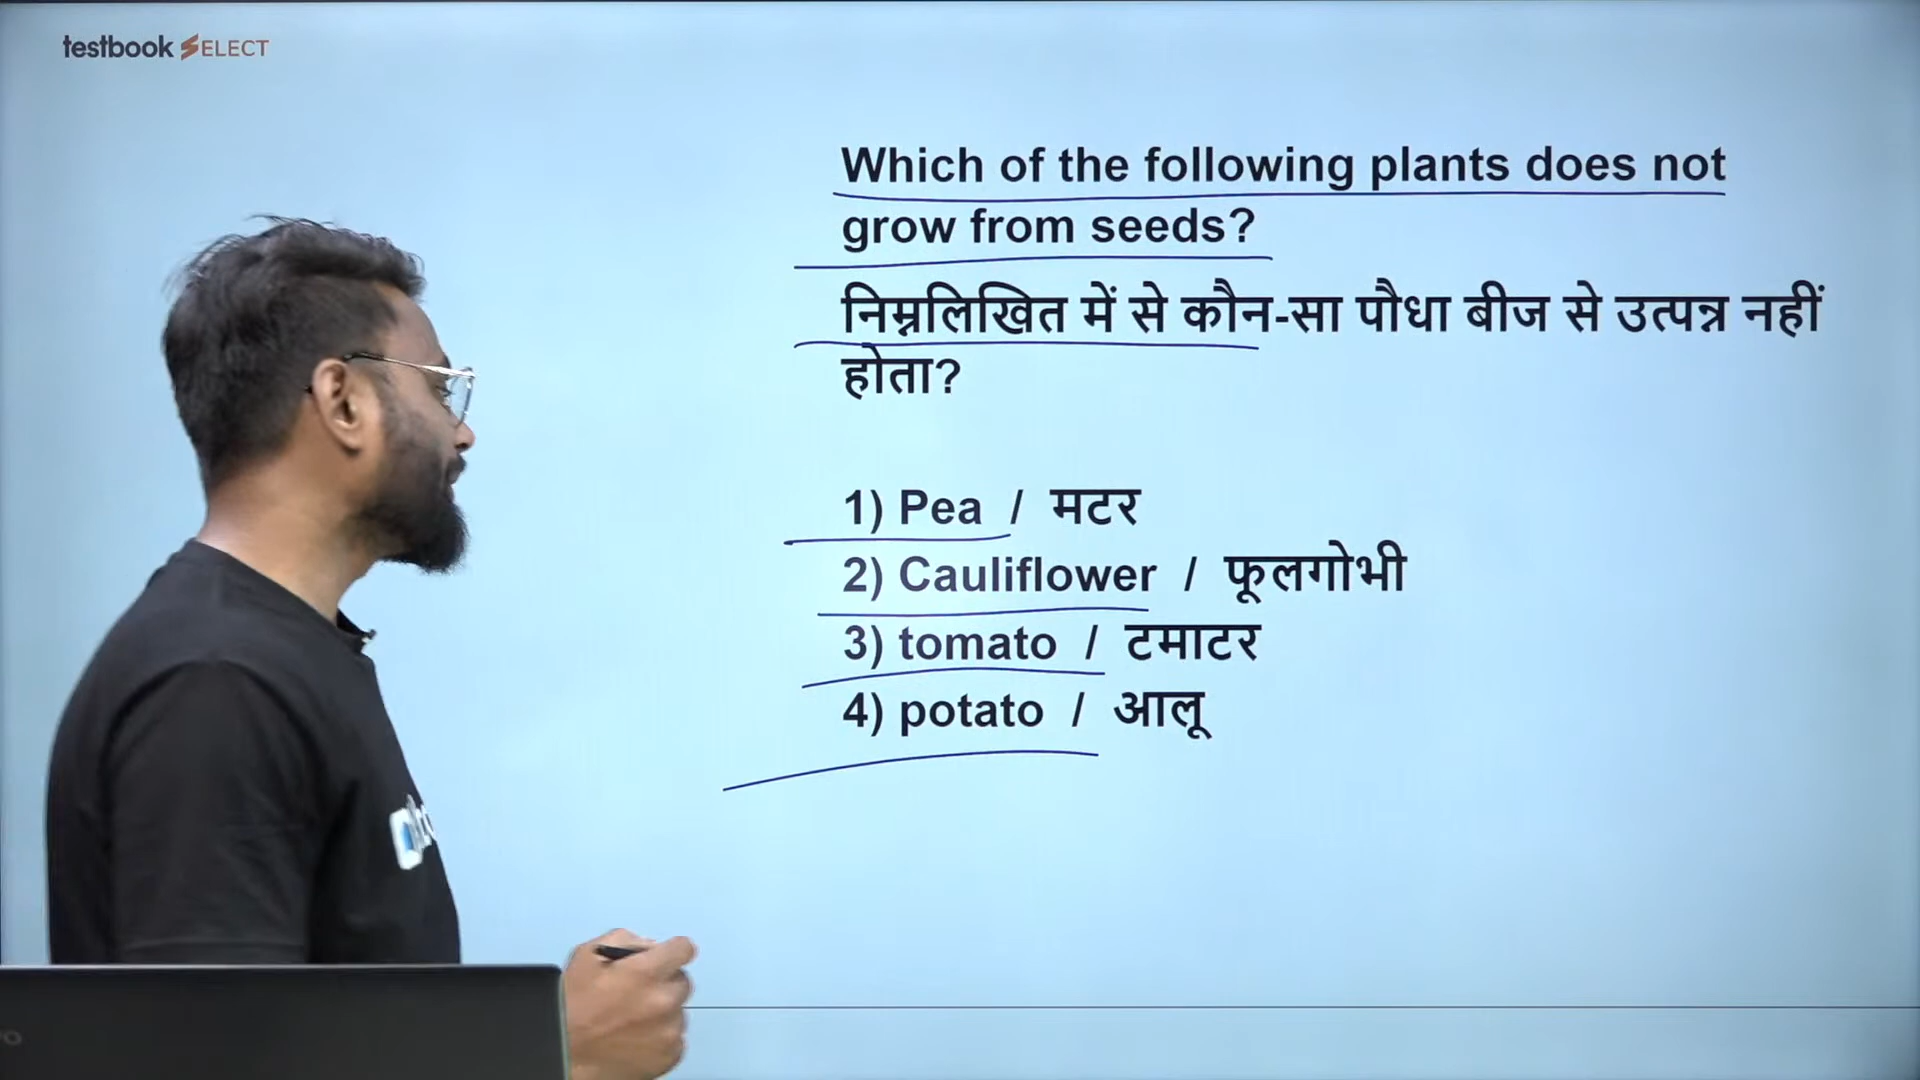 testbook SELECT
Which of the following plants does not
grow from seeds?
निम्नलिखित में से कौन-सा पौधा बीज से उत्पन्न नहीं
होता?
1) Pea / मटर
2) Cauliflower / फूलगोभी
3) tomato / टमाटर
4) potato / आलू